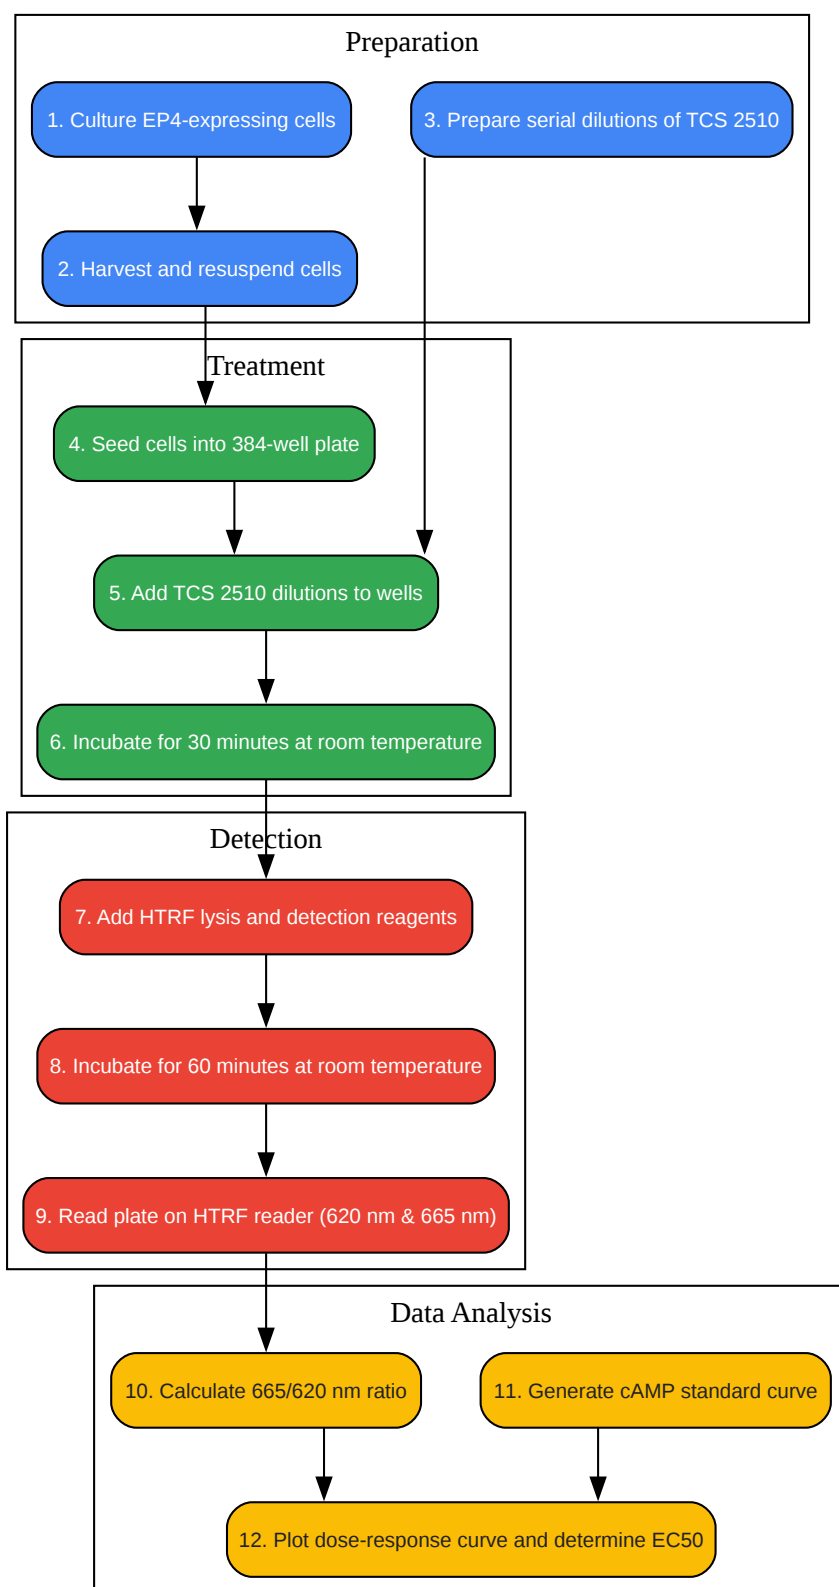 Preparation
1. Culture EP4-expressing cells
3. Prepare serial dilutions of TCS 2510
2. Harvest and resuspend cells
Treatment
4. Seed cells into 384-well plate
5. Add TCS 2510 dilutions to wells
6. Incubate for 30 minutes at room temperature
Detection
7. Add HTRF lysis and detection reagents
8. Incubate for 60 minutes at room temperature
9. Read plate on HTRF reader (620 nm & 665 nm)
Data Analysis
10. Calculate 665/620 nm ratio
11. Generate cAMP standard curve
12. Plot dose-response curve and determine EC50